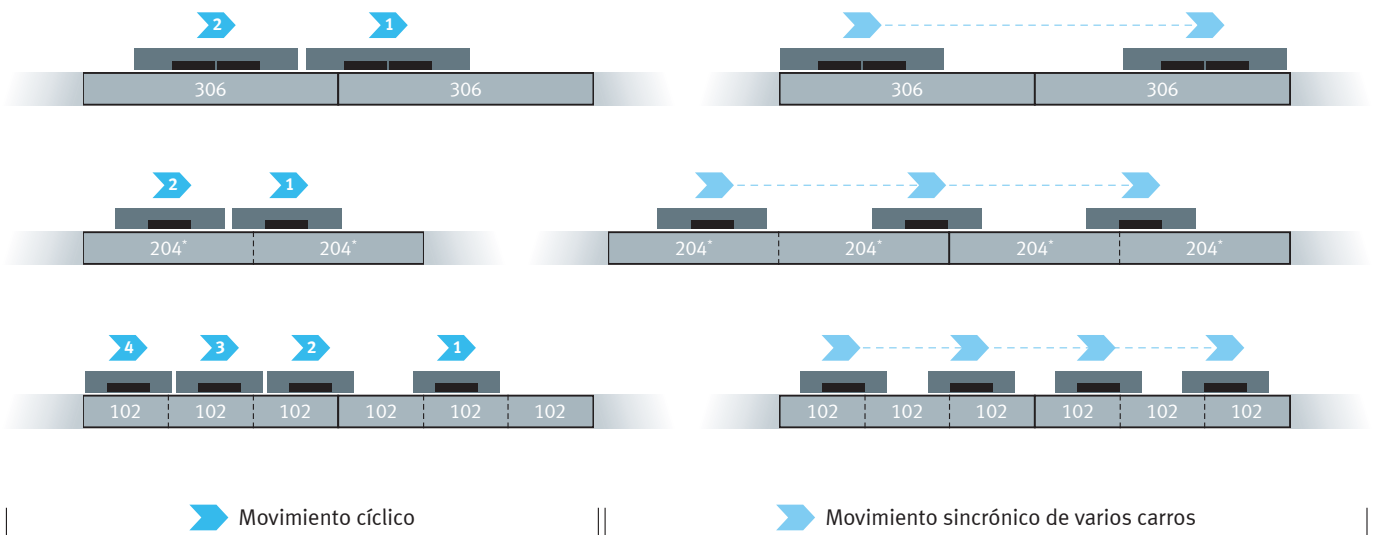 2 1
306 306 306 306
2 1
204* 204* 204* 204* 204* 204*
4 3 2 1
102 102 102 102 102 102 102 102 102 102 102 102
Movimiento cíclico Movimiento sincrónico de varios carros